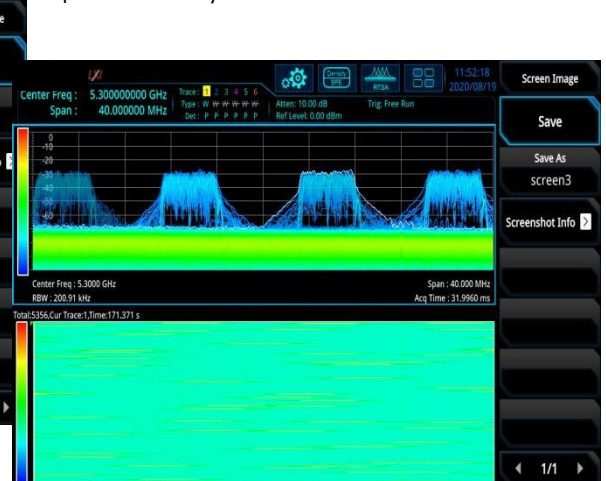 e
LXI
11:52:18
Density
SPE
RTSA
2020/08/19
Center Freq : 5.300000000 GHz
Trace: 1 2 3 4 5 6
Span : 40.000000 MHz
Type : W W W W W W
Atten: 10.00 dB
Trig: Free Run
Det : P P P P P P
Ref Level: 0.00 dBm
0
-10
-20
-30
-40
-60
Center Freq : 5.3000 GHz
Span : 40.000 MHz
RBW : 200.91 kHz
Acq Time : 31.9960 ms
Total:5356,Cur Trace:1,Time:171.371 s
Screen Image
Save
Save As
screen3
Screenshot Info
1/1